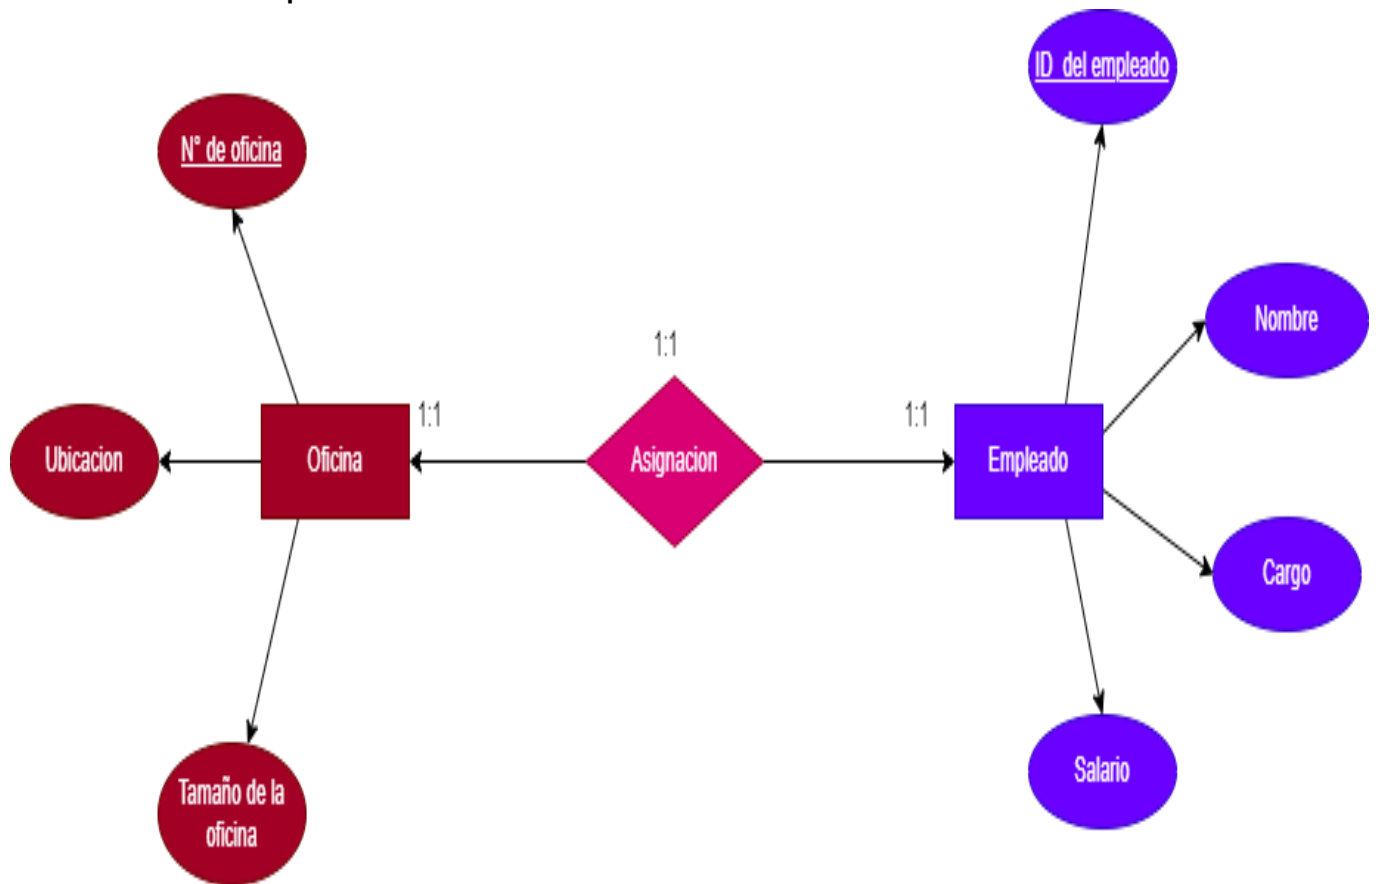 ID del empleado
N° de oficina
Nombre
1:1
1:1
1:1
Ubicacion
Oficina
Asignacion
Empleado
Cargo
Salario
Tamaño de la
oficina